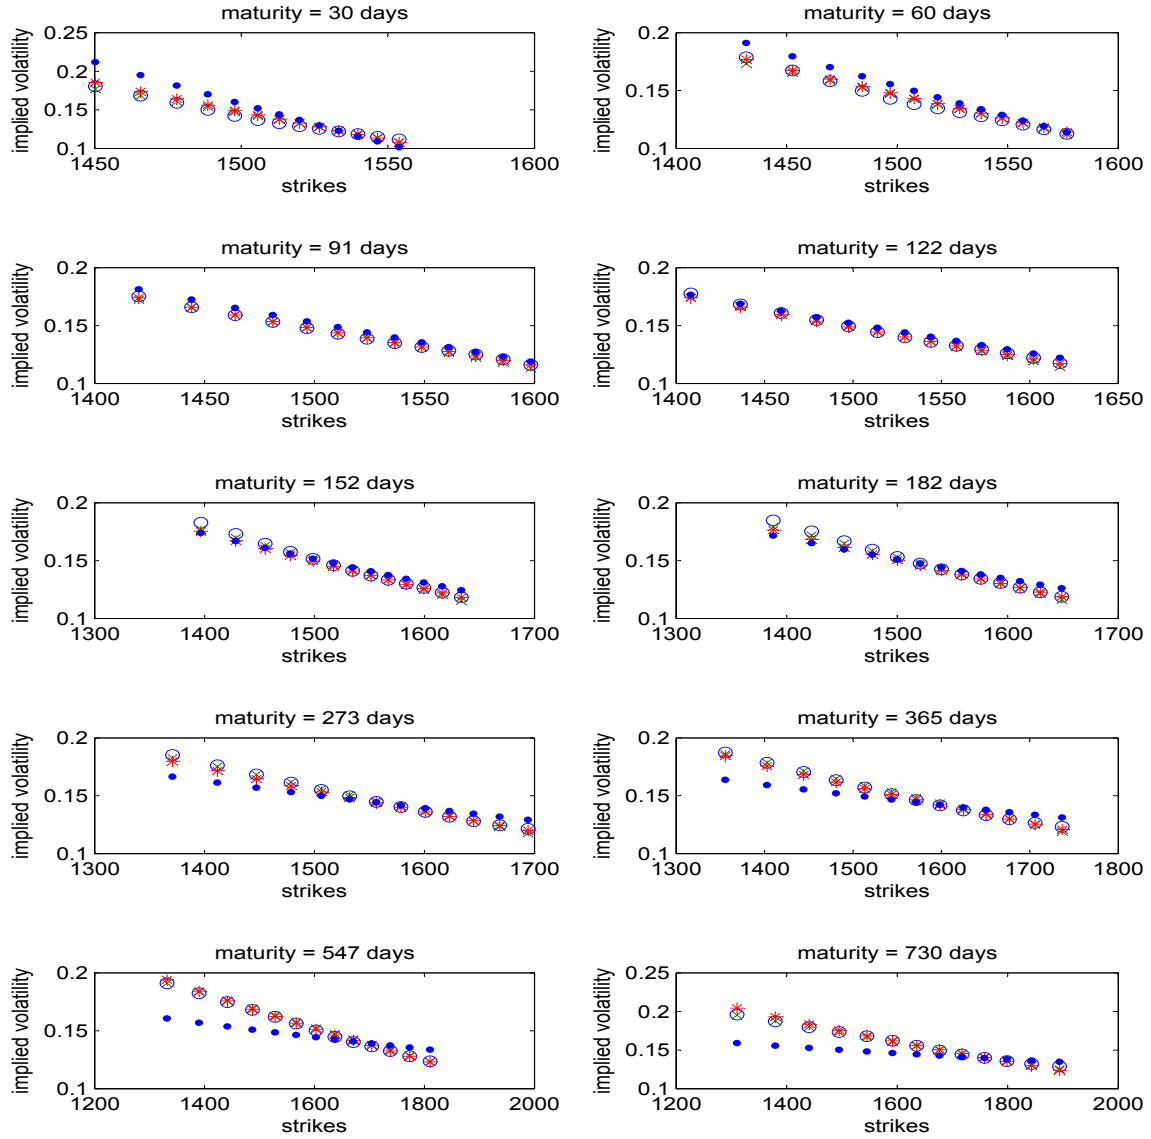 maturity = 30 days
implied volatility
0.25
0.2
0.15
0.1
1450
1500
1550
1600
strikes
maturity = 60 days
implied volatility
0.2
0.15
0.1
1400
1450
1500
1550
1600
strikes
maturity = 91 days
implied volatility
0.2
0.15
0.1
1400
1450
1500
1550
1600
strikes
maturity = 122 days
implied volatility
0.2
0.15
0.1
1400
1450
1500
1550
1600
1650
strikes
maturity = 152 days
implied volatility
0.2
0.15
0.1
1300
1400
1500
1600
1700
strikes
maturity = 182 days
implied volatility
0.2
0.15
0.1
1300
1400
1500
1600
1700
strikes
maturity = 273 days
implied volatility
0.2
0.15
0.1
1300
1400
1500
1600
1700
strikes
maturity = 365 days
implied volatility
0.2
0.15
0.1
1300
1400
1500
1600
1700
1800
strikes
maturity = 547 days
implied volatility
0.2
0.15
0.1
1200
1400
1600
1800
2000
strikes
maturity = 730 days
implied volatility
0.25
0.2
0.15
0.1
1200
1400
1600
1800
2000
strikes